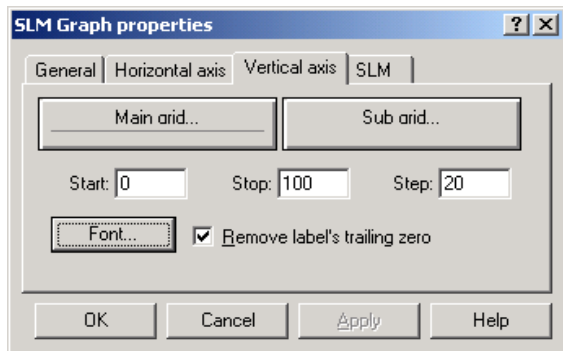 SLM Graph properties
General Horizontal axis Vertical axis SLM
Main grid... Sub grid...
Start: 0 Stop: 100 Step: 20
Font... Remove label's trailing zero
OK Cancel Apply Help